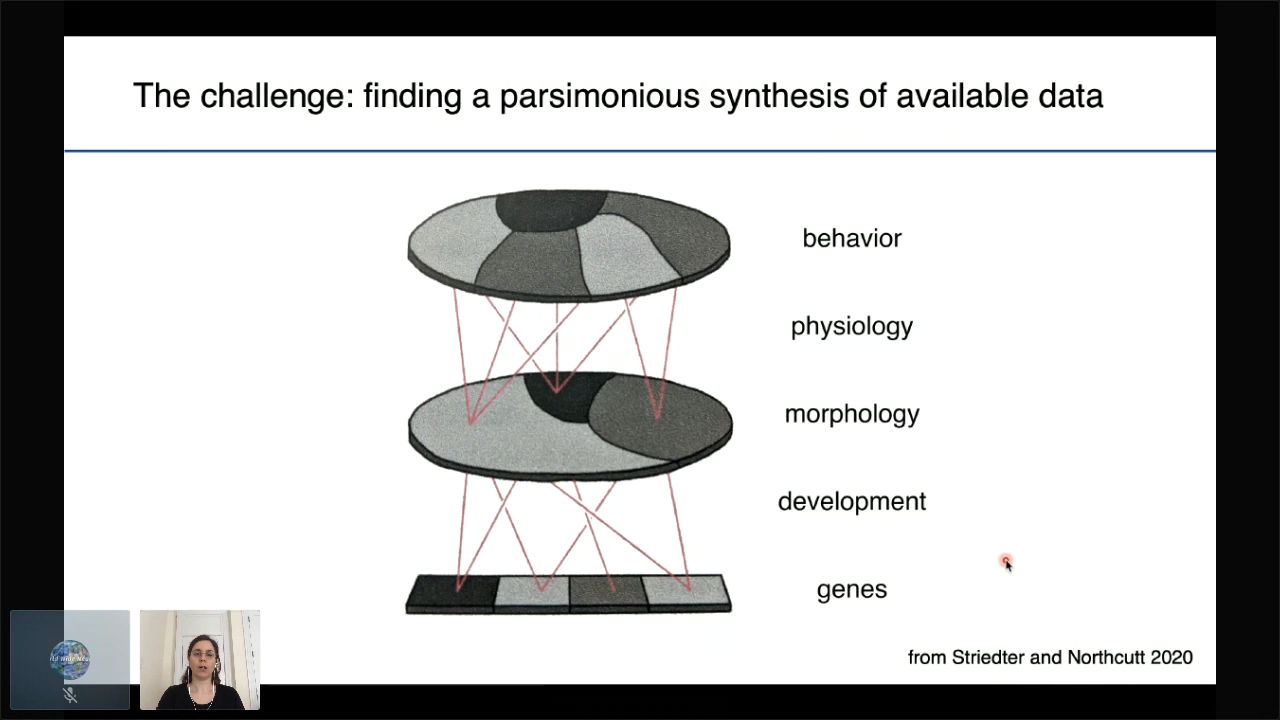 The challenge: finding a parsimonious synthesis of available data
behavior
physiology
morphology
development
genes
from Striedter and Northcutt 2020